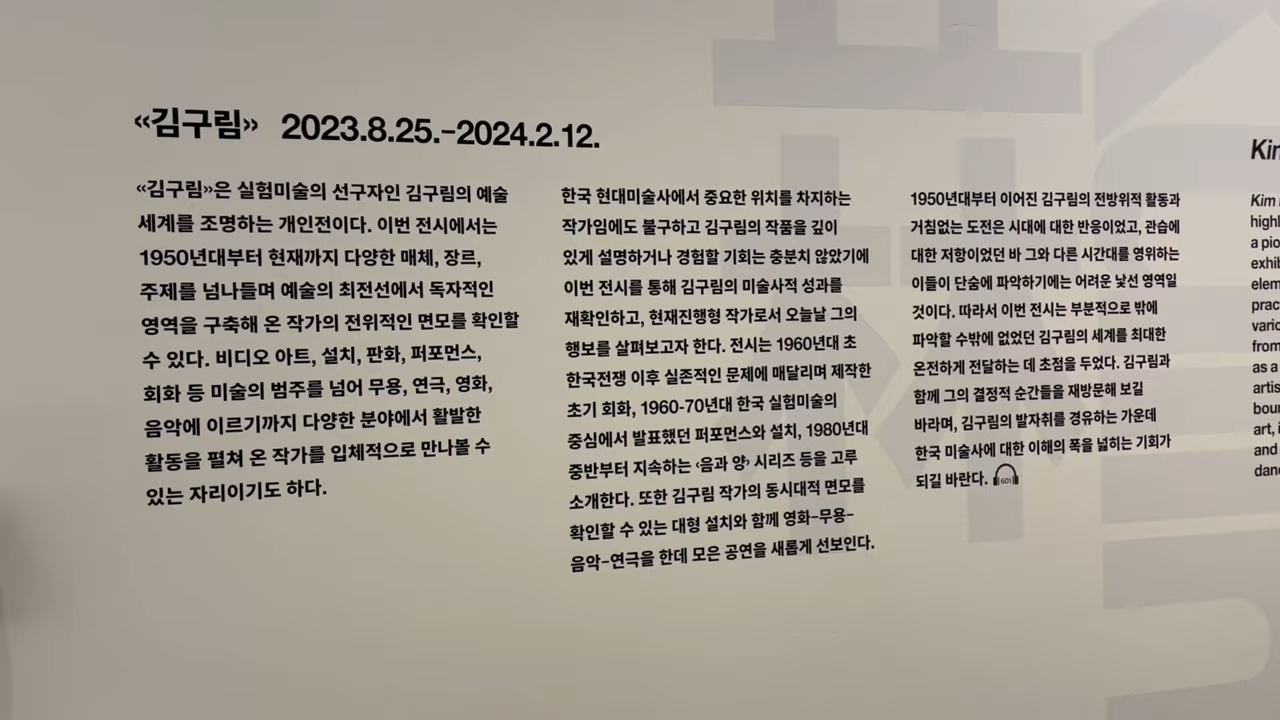 «김구림» 2023.8.25.-2024.2.12.
«김구림»은 실험미술의 선구자인 김구림의 예술
세계를 조명하는 개인전이다. 이번 전시에서는
1950년대부터 현재까지 다양한 매체, 장르,
주제를 넘나들며 예술의 최전선에서 독자적인
영역을 구축해 온 작가의 전위적인 면모를 확인할
수 있다. 비디오 아트, 설치, 판화, 퍼포먼스,
회화 등 미술의 범주를 넘어 무용, 연극, 영화,
음악에 이르기까지 다양한 분야에서 활발한
활동을 펼쳐 온 작가를 입체적으로 만나볼 수
있는 자리이기도 하다.
한국 현대미술사에서 중요한 위치를 차지하는
작가임에도 불구하고 김구림의 작품을 깊이
있게 설명하거나 경험할 기회는 충분치 않았기에
이번 전시를 통해 김구림의 미술사적 성과를
재확인하고, 현재진행형 작가로서 오늘날 그의
행보를 살펴보고자 한다. 전시는 1960년대 초
한국전쟁 이후 실존적인 문제에 매달리며 제작한
초기 회화, 1960-70년대 한국 실험미술의
중심에서 발표했던 퍼포먼스와 설치, 1980년대
중반부터 지속하는 ‹음과 양› 시리즈 등을 고루
소개한다. 또한 김구림 작가의 동시대적 면모를
확인할 수 있는 대형 설치와 함께 영화-무용-
음악-연극을 한데 모은 공연을 새롭게 선보인다.
1950년대부터 이어진 김구림의 전방위적 활동과
거침없는 도전은 시대에 대한 반응이었고, 관습에
대한 저항이었던 바 그와 다른 시간대를 영위하는
이들이 단숨에 파악하기에는 어려운 낯선 영역일
것이다. 따라서 이번 전시는 부분적으로 밖에
파악할 수밖에 없었던 김구림의 세계를 최대한
온전하게 전달하는 데 초점을 두었다. 김구림과
함께 그의 결정적 순간들을 재방문해 보길
바라며, 김구림의 발자취를 경유하는 가운데
한국 미술사에 대한 이해의 폭을 넓히는 기회가
되길 바란다. 601
Kim
high
a pio
exhib
elem
prac
vario
from
as a
artis
boun
art, i
and
danc